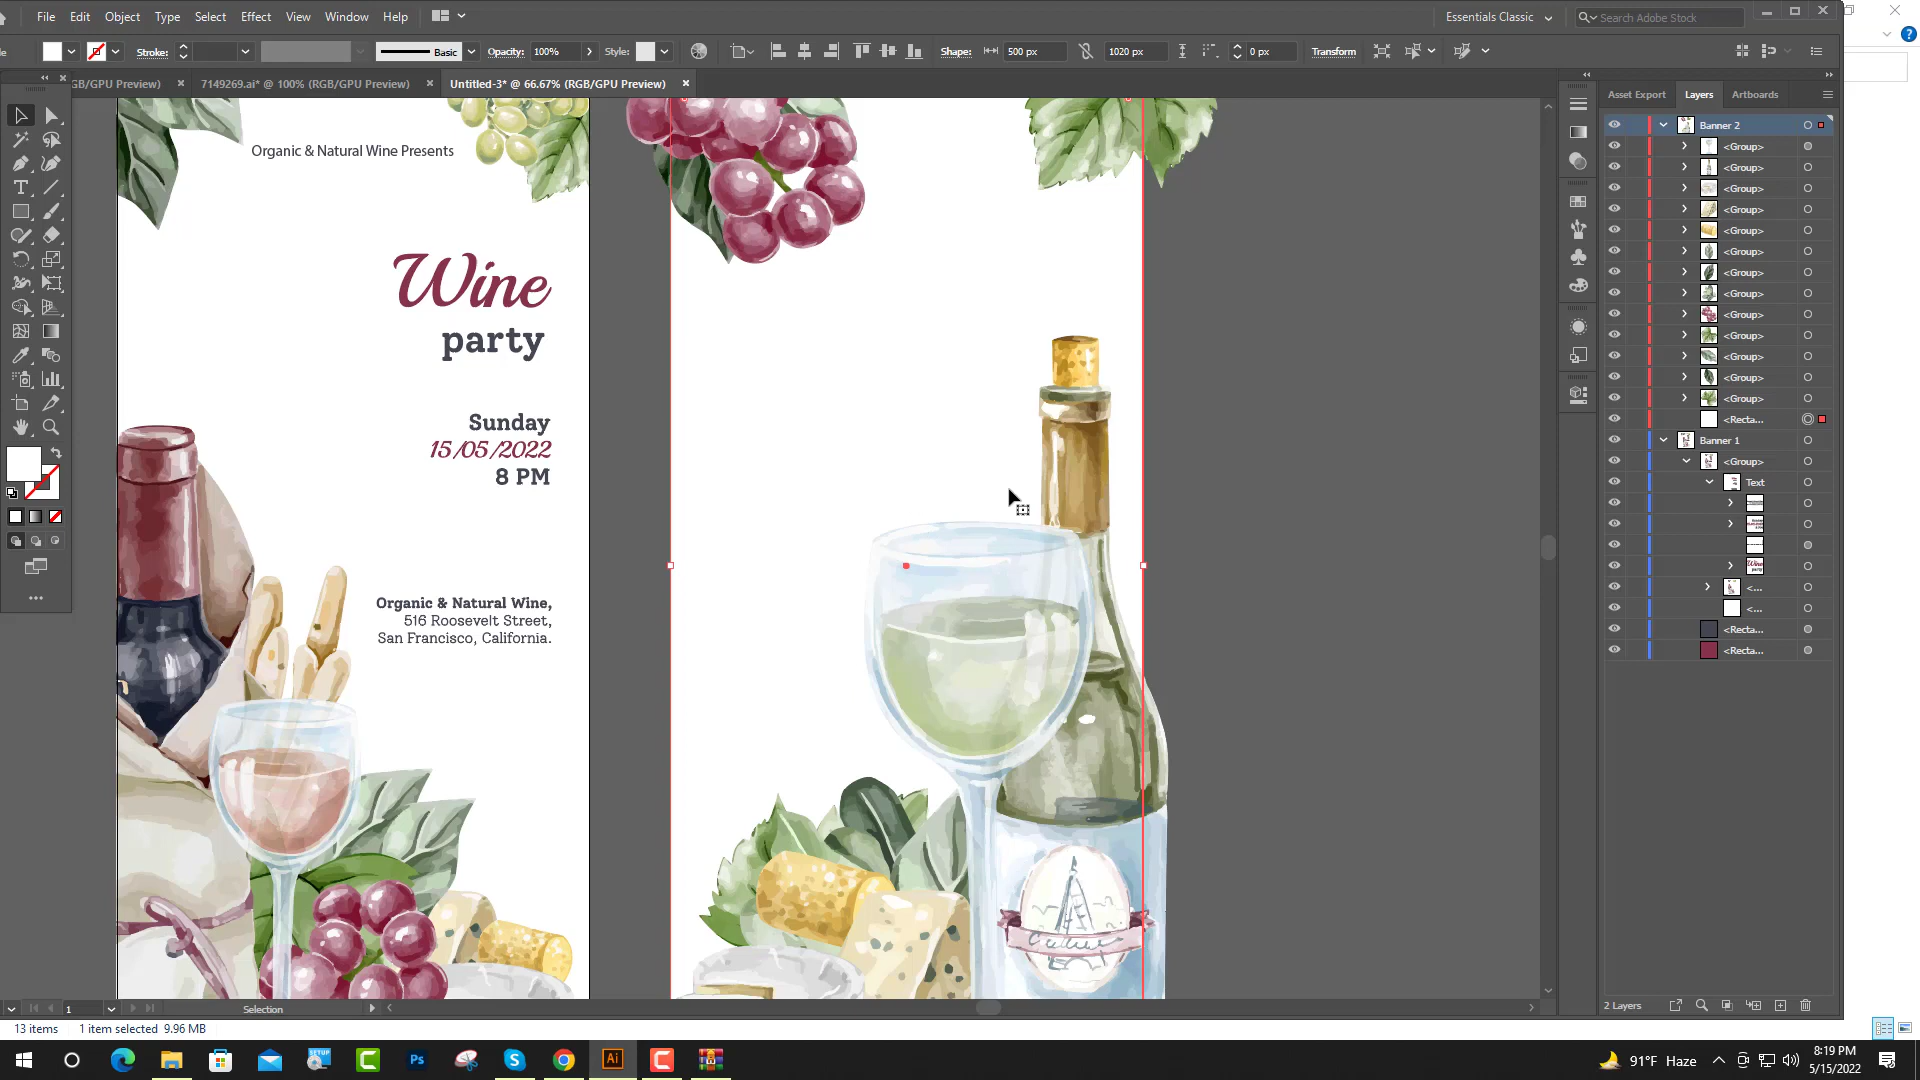 File Edit Object Type Select Effect View Window Help
Essentials Classic
Search Adobe Stock
Stroke:
Basic
Opacity: 100%
Style:
Shape: 500 px 1020 px 0 px
Transform
GB/GPU Preview)
7149269.ai* @ 100% (RGB/GPU Preview)
Untitled-3* @ 66.67% (RGB/GPU Preview)
Asset Export Layers Artboards
Banner 2
<Group>
<Group>
<Group>
<Group>
<Group>
<Group>
<Group>
<Group>
<Group>
<Group>
<Group>
<Group>
<Group>
<Recta...
Banner 1
<Group>
Text
<...
<...
<Recta...
<Recta...
Organic & Natural Wine Presents
Wine
party
Sunday
15/05/2022
8 PM
Organic & Natural Wine,
516 Roosevelt Street,
San Francisco, California.
1
Selection
2 Layers
13 items 1 item selected 9.96 MB
91°F Haze
8:19 PM
5/15/2022